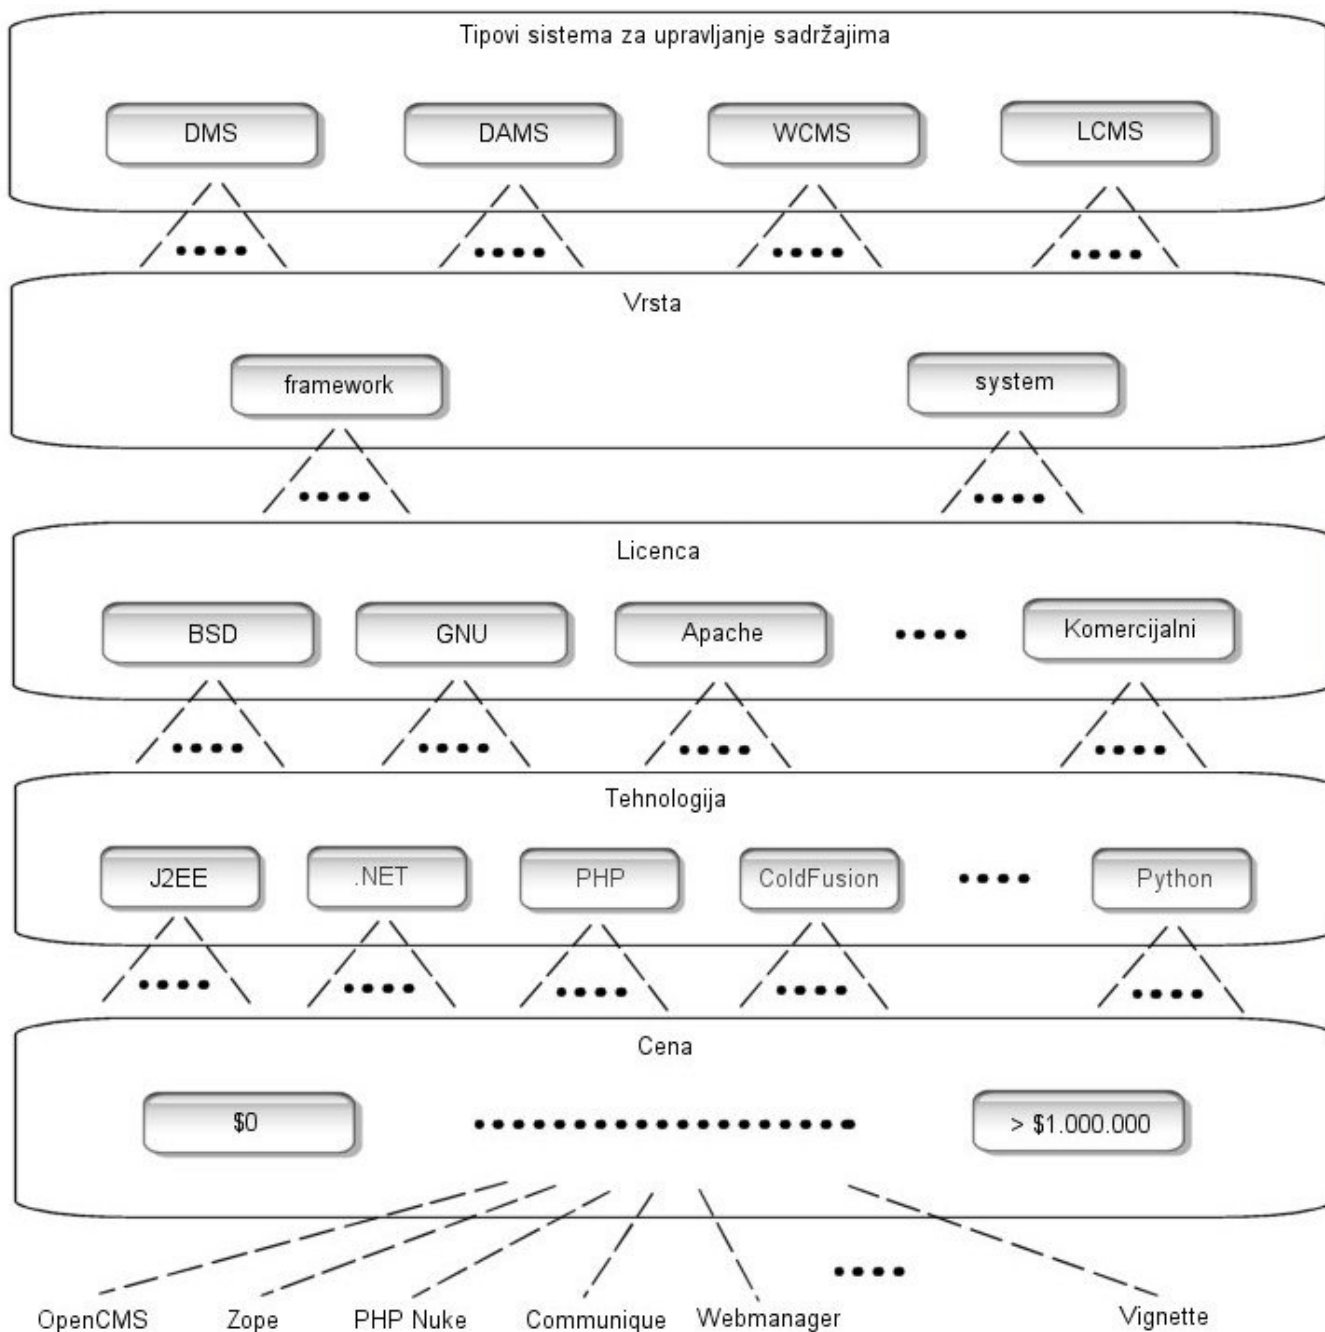 Tipovi sistema za upravljanje sadržajima
DMS
DAMS
WCMS
LCMS
Vrsta
framework
system
Licenca
BSD
GNU
Apache
Komercijalni
Tehnologija
J2EE
.NET
PHP
ColdFusion
Python
Cena
$0
> $1.000.000
OpenCMS
Zope
PHP Nuke
Communique
Webmanager
Vignette